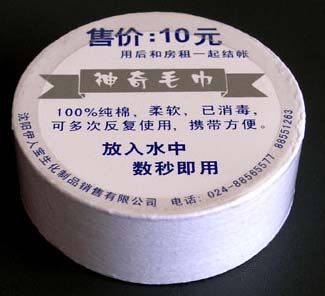 售价:10元
用后和房租一起结帐
神奇毛巾
100%纯棉，柔软，已消毒，
可多次反复使用，携带方便。
放入水中
数秒即用
沈阳伊人宝生化制品销售有限公司 电话: 024-88565577 88551263